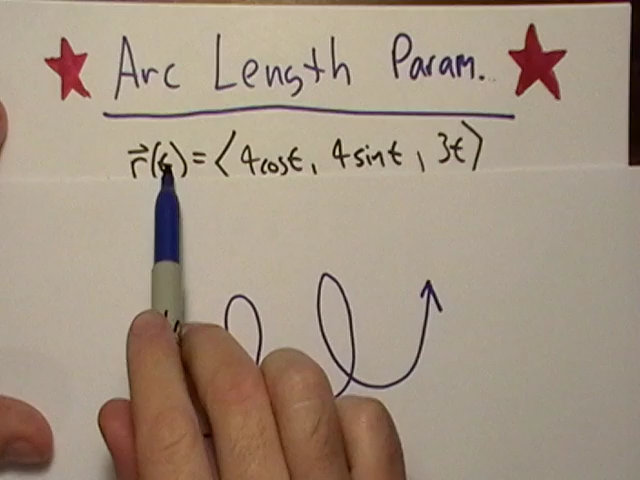 Arc Length Param.
r⃗(t) = ⟨4cost, 4sint, 3t⟩